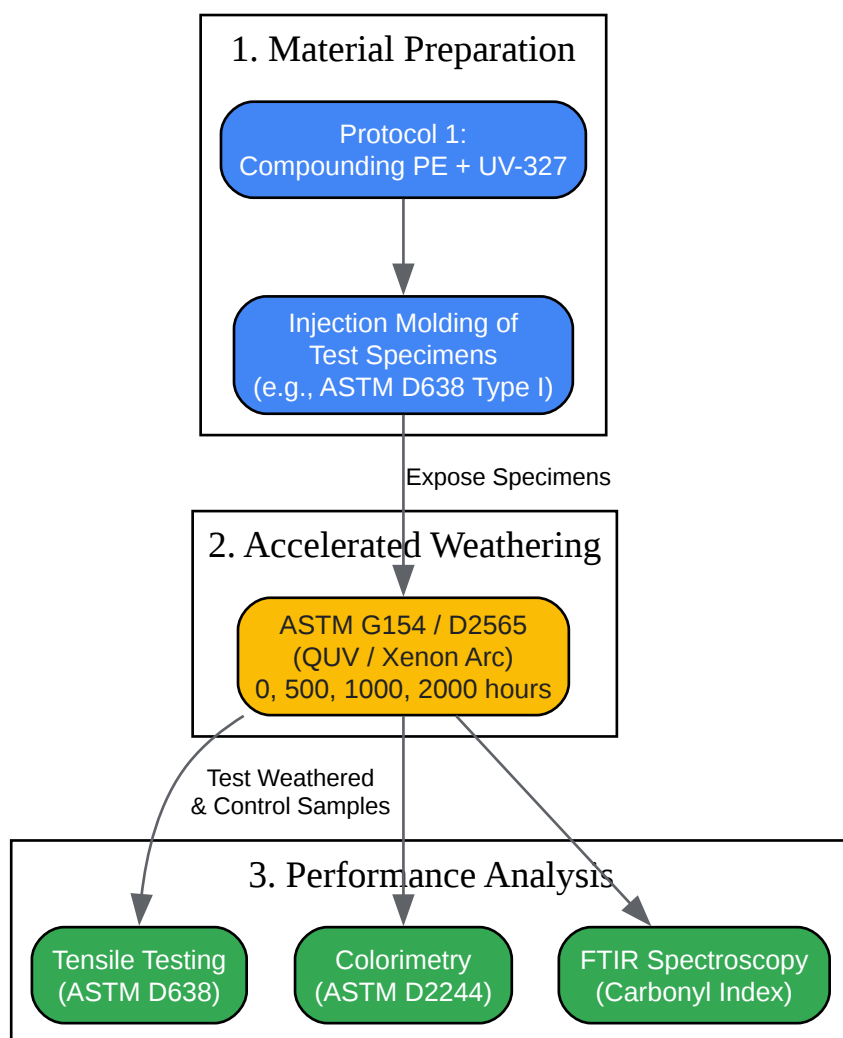 1. Material Preparation
Protocol 1:
Compounding PE + UV-327
Injection Molding of
Test Specimens
(e.g., ASTM D638 Type I)
Expose Specimens
2. Accelerated Weathering
ASTM G154 / D2565
(QUV / Xenon Arc)
0, 500, 1000, 2000 hours
Test Weathered
& Control Samples
3. Performance Analysis
Tensile Testing
(ASTM D638)
Colorimetry
(ASTM D2244)
FTIR Spectroscopy
(Carbonyl Index)